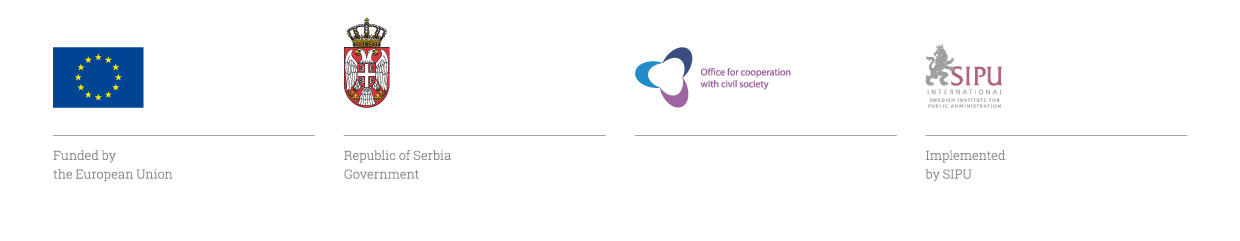 Office for cooperation
with civil society
SIPU
INTERNATIONAL
SWEDISH INSTITUTE FOR
PUBLIC ADMINISTRATION
Funded by
the European Union
Republic of Serbia
Government
Implemented
by SIPU